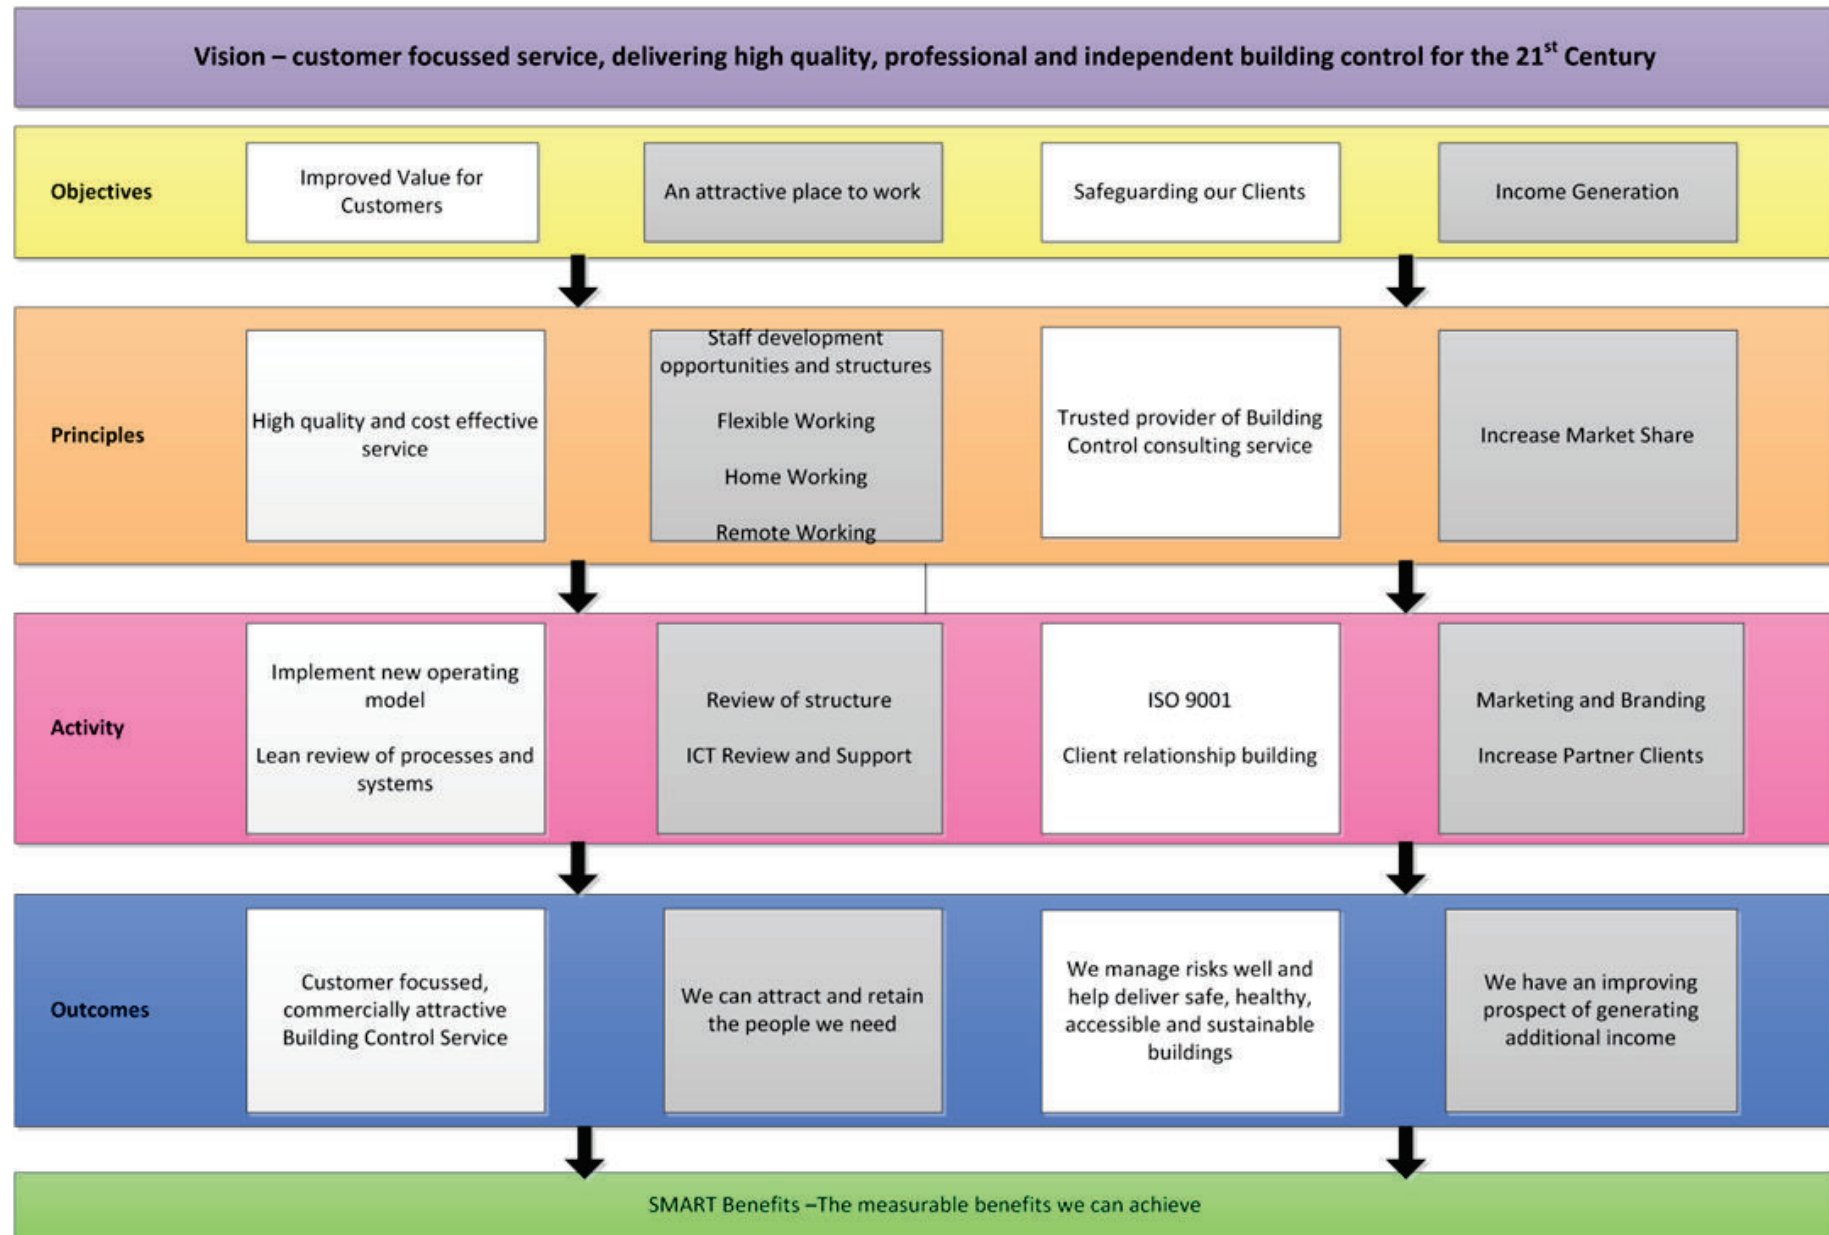 Vision – customer focussed service, delivering high quality, professional and independent building control for the 21st Century
Objectives
Improved Value for
Customers
An attractive place to work
Safeguarding our Clients
Income Generation
Principles
High quality and cost effective
service
Staff development
opportunities and structures
Flexible Working
Home Working
Remote Working
Trusted provider of Building
Control consulting service
Increase Market Share
Activity
Implement new operating
model
Lean review of processes and
systems
Review of structure
ICT Review and Support
ISO 9001
Client relationship building
Marketing and Branding
Increase Partner Clients
Outcomes
Customer focussed,
commercially attractive
Building Control Service
We can attract and retain
the people we need
We manage risks well and
help deliver safe, healthy,
accessible and sustainable
buildings
We have an improving
prospect of generating
additional income
SMART Benefits –The measurable benefits we can achieve